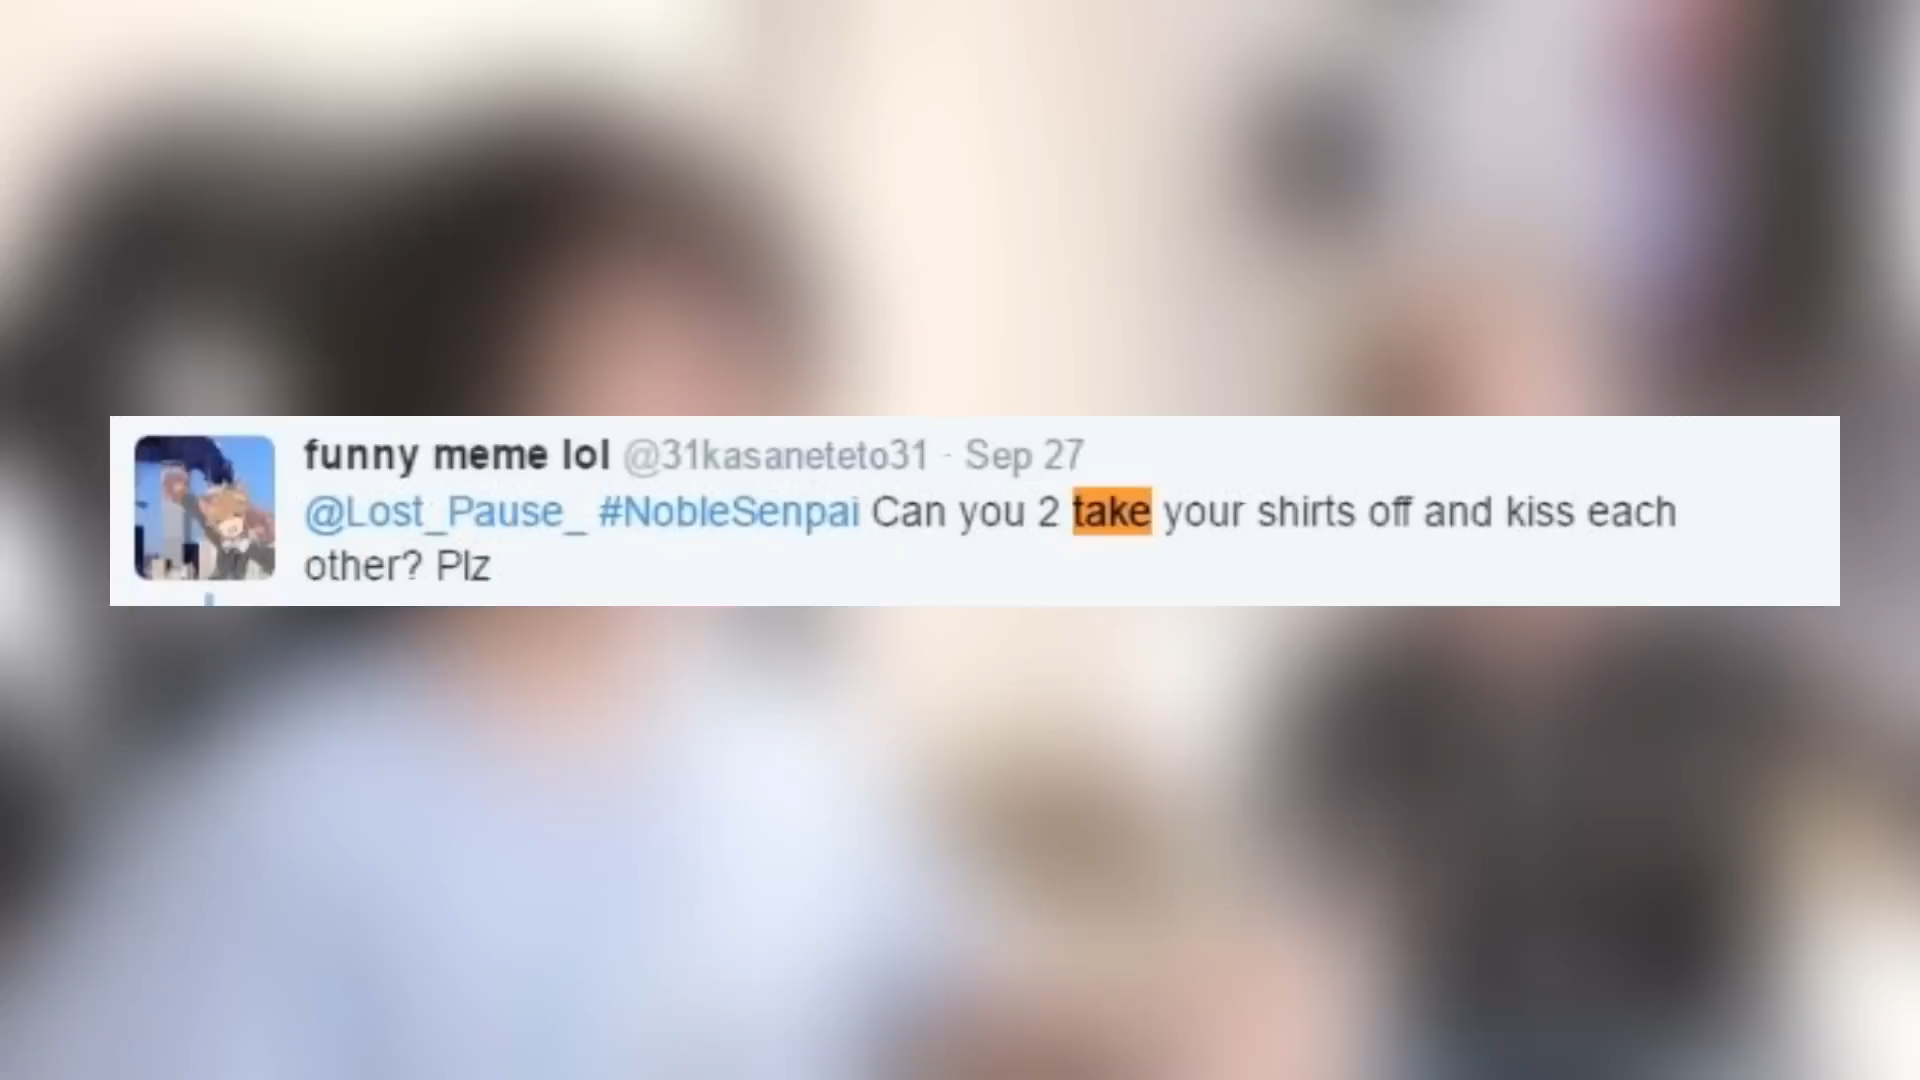 funny meme lol @31kasaneteto31 · Sep 27
@Lost_Pause_ #NobleSenpai Can you 2 take your shirts off and kiss each
other? Plz